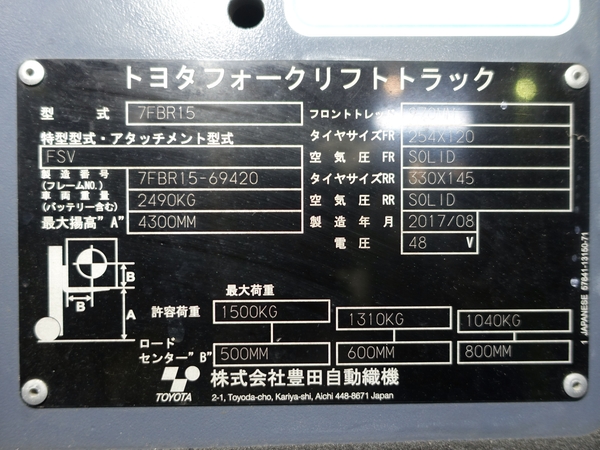 トヨタフォークリフトトラック
型 式 7FBR15
特型型式・アタッチメント型式
FSV
製造番号 (フレームNO.) 7FBR15-69420
車両重量 (バッテリー含む) 2490KG
最大揚高"A" 4300MM
フロントトレッド
タイヤサイズFR 254X120
空気圧FR SOLID
タイヤサイズRR 330X145
空気圧RR SOLID
製造年月 2017/08
電圧 48 V
B
B
A
最大荷重
許容荷重 1500KG 1310KG 1040KG
ロード
センター"B" 500MM 600MM 800MM
TOYOTA
株式会社豊田自動織機
2-1, Toyoda-cho, Kariya-shi, Aichi 448-8671 Japan
1 JAPANESE 57641-13150-71